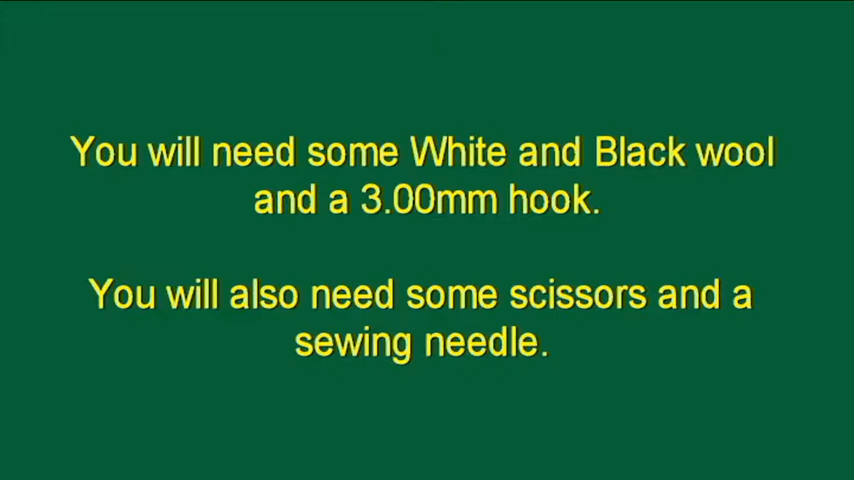 You will need some White and Black wool
and a 3.00mm hook.
You will also need some scissors and a
sewing needle.